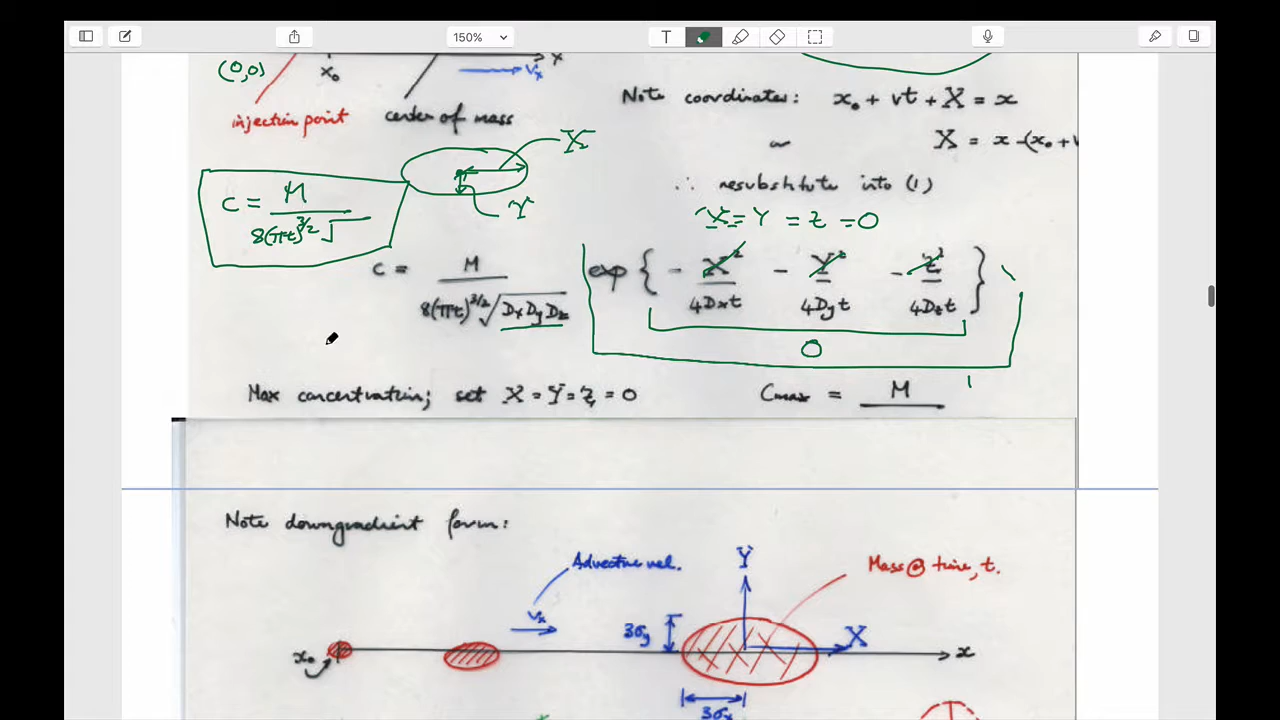 150%
T
(0,0)
x₀
x
vₓ
injection point
center of mass
Note coordinates: x₀ + vt + X = x
or X = x -(x₀ +
∴ resubstitute into (1)
X
Y
X = Y = Z = 0
C = M / 8(πt)^3/2 √
C = M / 8(πt)^3/2 √DxDyDz exp { - X² / 4Dxt - Y² / 4Dyt - Z² / 4Dzt }
0
Max concentration; set X = Y = Z = 0 Cmax = M
Note downgradient form:
Advective vel.
Y
Mass @ time, t.
vₓ
3σy
X
x₀
x
3σx